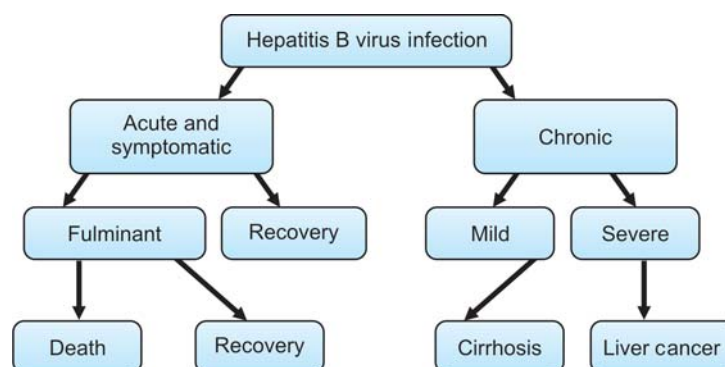 Hepatitis B virus infection
Acute and
symptomatic
Chronic
Fulminant
Recovery
Mild
Severe
Death
Recovery
Cirrhosis
Liver cancer